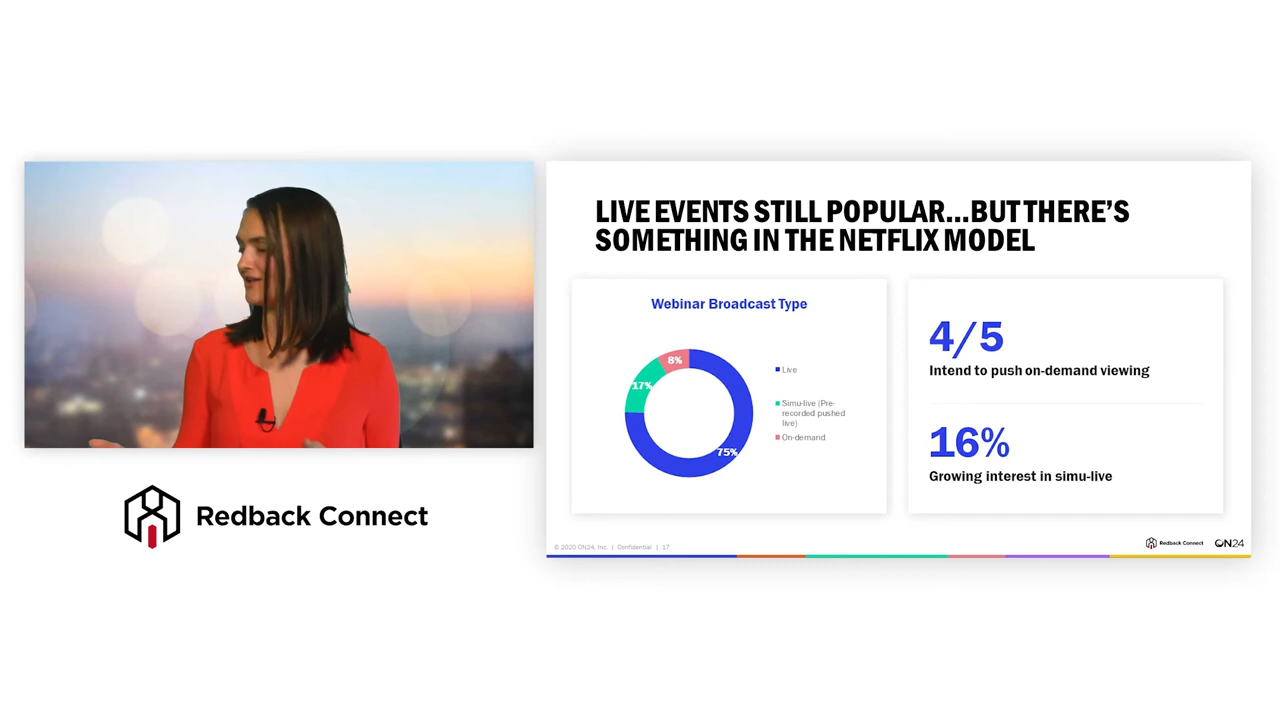 LIVE EVENTS STILL POPULAR...BUT THERE'S
SOMETHING IN THE NETFLIX MODEL
Webinar Broadcast Type
8%
17%
75%
Live
Simu-live (Pre-
recorded pushed
live)
On-demand
4/5
Intend to push on-demand viewing
16%
Growing interest in simu-live
Redback Connect
© 2020 ON24, Inc. | Confidential | 17
Redback Connect
ON24